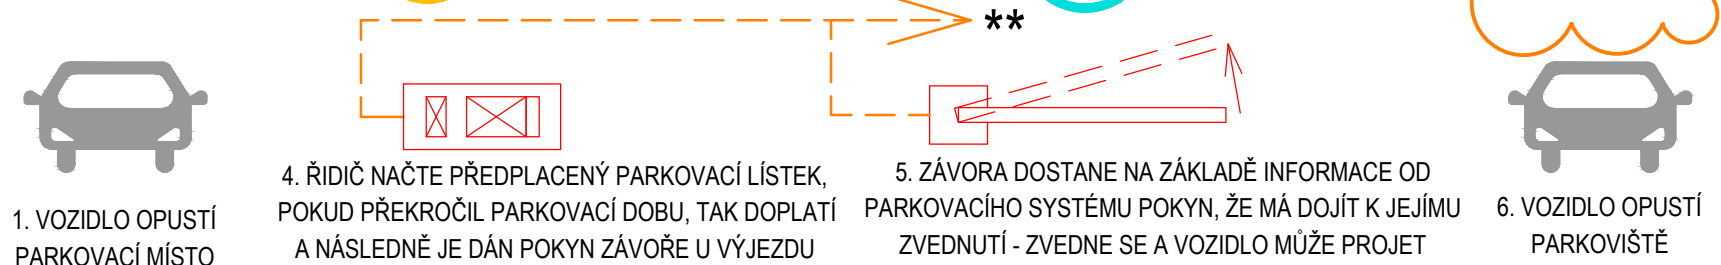 **
1. VOZIDLO OPUSTÍ
PARKOVACÍ MÍSTO
4. ŘIDIČ NAČTE PŘEDPLACENÝ PARKOVACÍ LÍSTEK,
POKUD PŘEKROČIL PARKOVACÍ DOBU, TAK DOPLATÍ
A NÁSLEDNĚ JE DÁN POKYN ZÁVOŘE U VÝJEZDU
5. ZÁVORA DOSTANE NA ZÁKLADĚ INFORMACE OD
PARKOVACÍHO SYSTÉMU POKYN, ŽE MÁ DOJÍT K JEJÍMU
ZVEDNUTÍ - ZVEDNE SE A VOZIDLO MŮŽE PROJET
6. VOZIDLO OPUSTÍ
PARKOVIŠTĚ